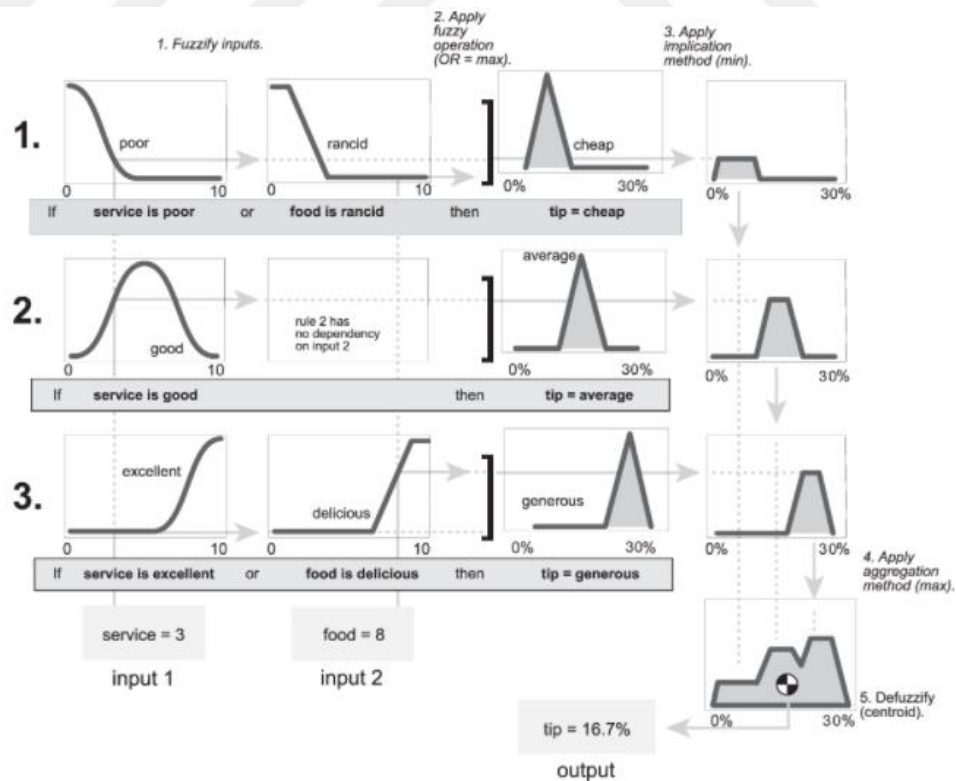 1. Fuzzify inputs.
2. Apply
fuzzy
operation
(OR = max).
3. Apply
implication
method (min).
1.
poor
0
10
rancid
0
10
cheap
0%
30%
0%
30%
If service is poor or food is rancid then tip = cheap
2.
good
0
10
rule 2 has
no dependency
on input 2
average
0%
30%
0%
30%
If service is good then tip = average
3.
excellent
0
10
delicious
0
10
generous
0%
30%
0%
30%
If service is excellent or food is delicious then tip = generous
4. Apply
aggregation
method (max).
service = 3
input 1
food = 8
input 2
0%
30%
5. Defuzzify
(centroid).
tip = 16.7%
output